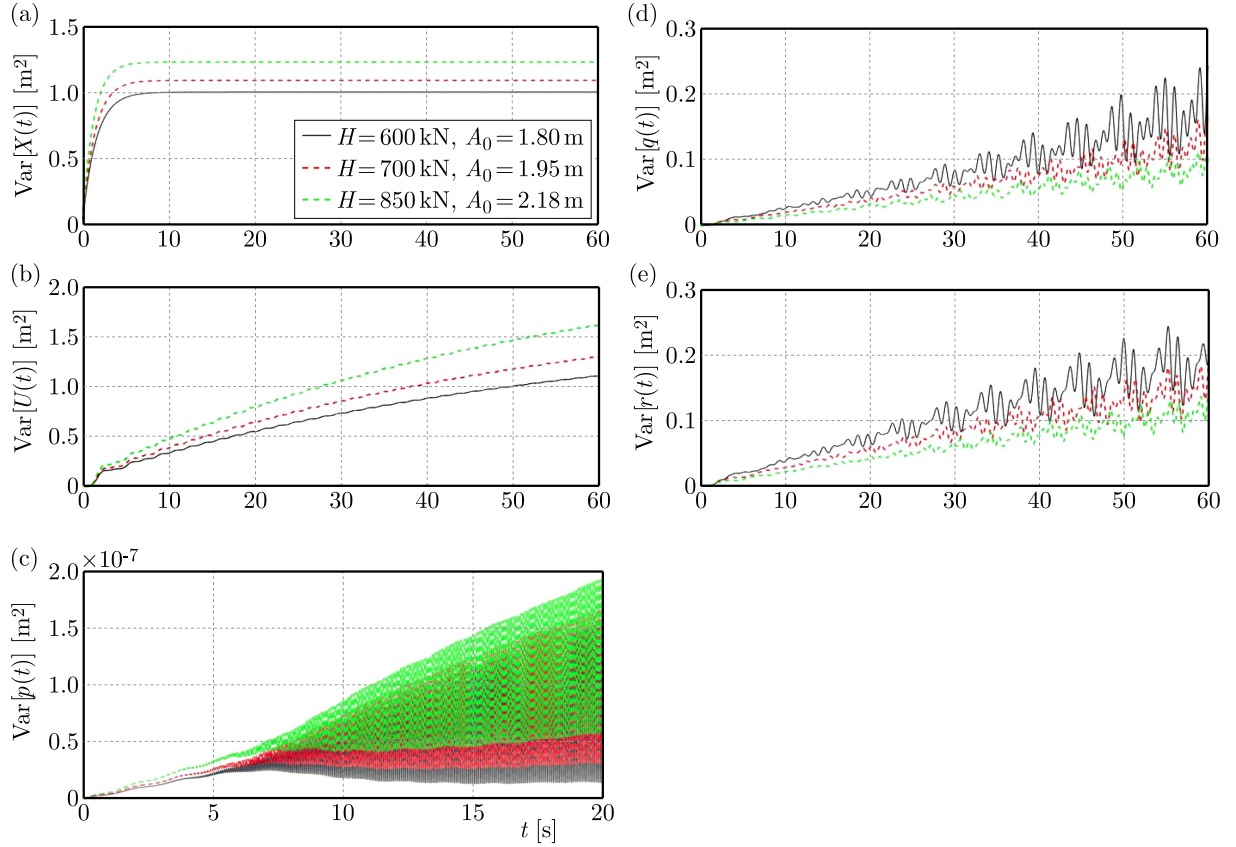 (a)
Var[X(t)] [m²]
1.5
1.0
0.5
0
H=600 kN, A₀=1.80 m
H=700 kN, A₀=1.95 m
H=850 kN, A₀=2.18 m
0 10 20 30 40 50 60
(b)
Var[U(t)] [m²]
2.0
1.5
1.0
0.5
0
0 10 20 30 40 50 60
(c)
×10-7
Var[p(t)] [m²]
2.0
1.5
1.0
0.5
0
0 5 10 15 20
t [s]
(d)
Var[q(t)] [m²]
0.3
0.2
0.1
0
0 10 20 30 40 50 60
(e)
Var[r(t)] [m²]
0.3
0.2
0.1
0
0 10 20 30 40 50 60